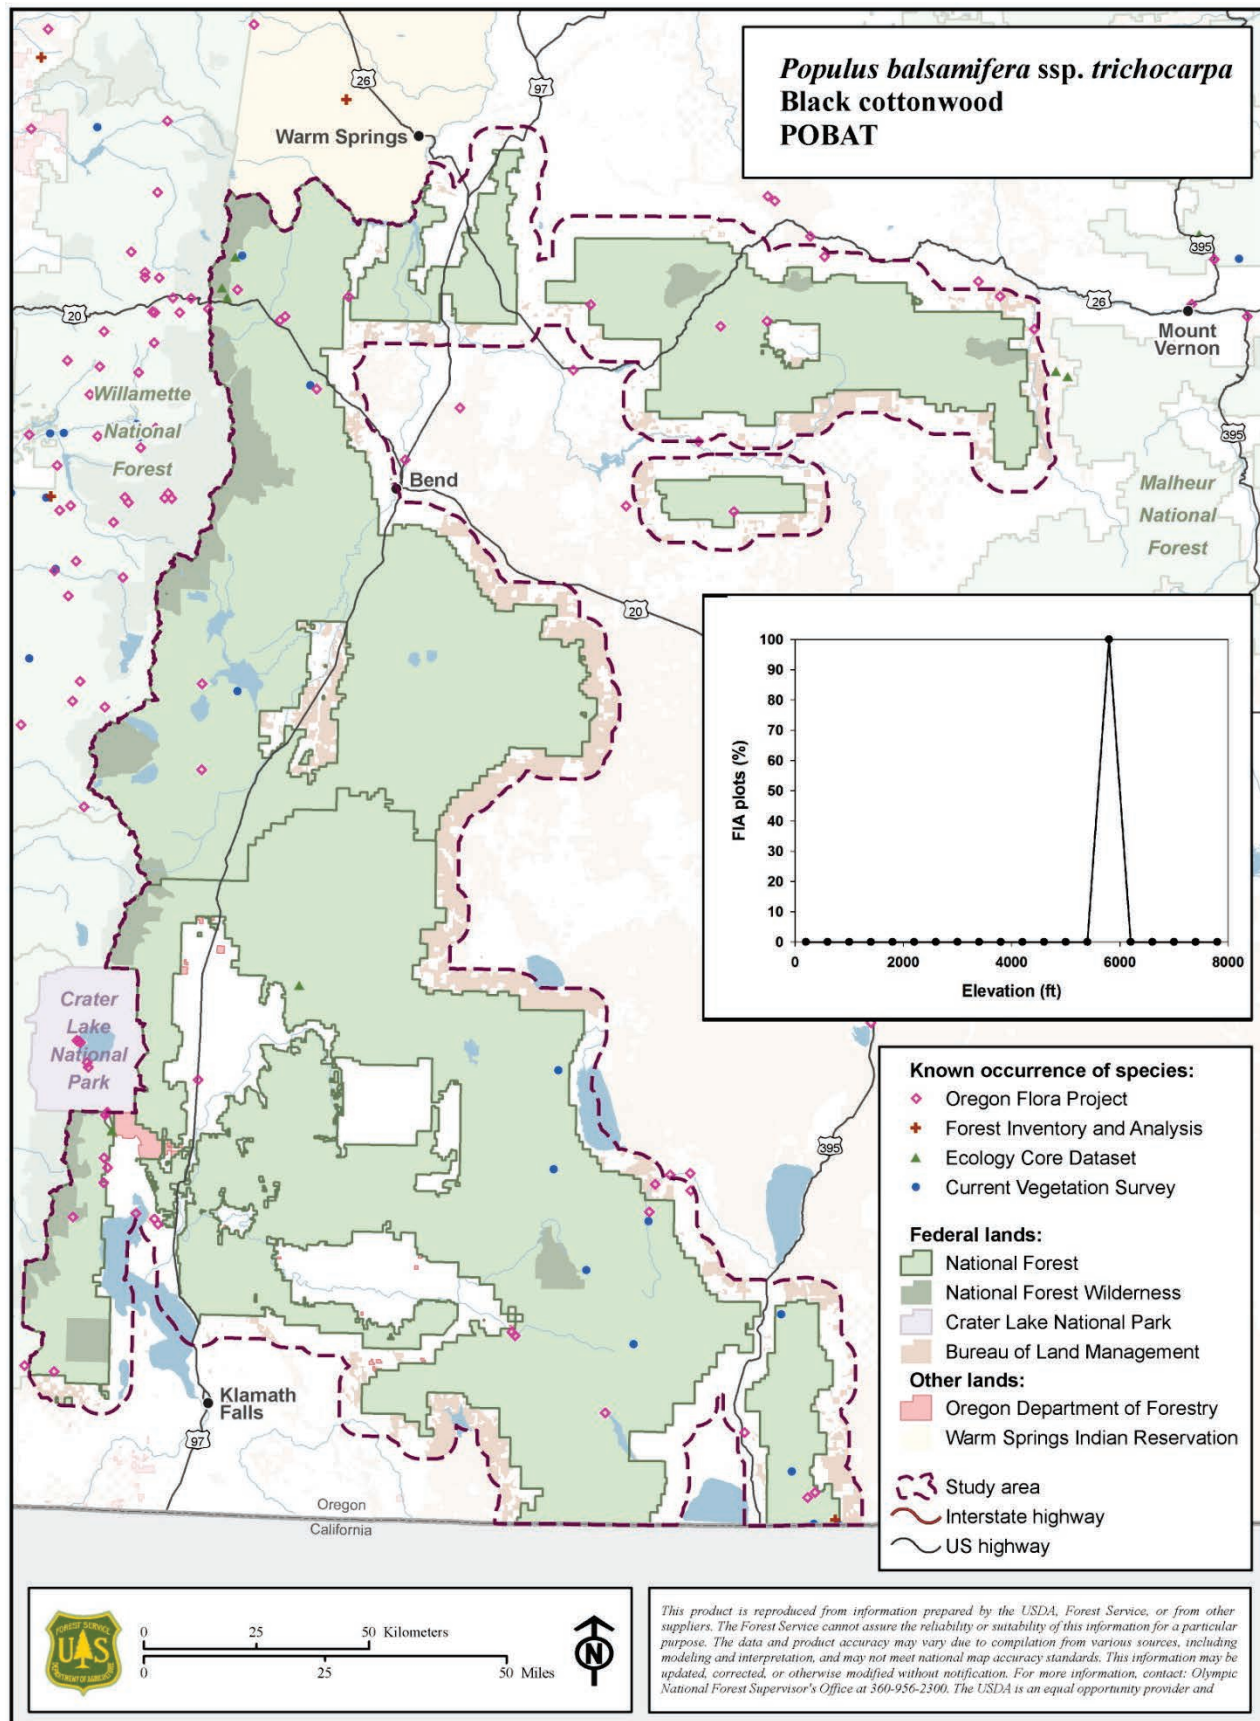 Populus balsamifera ssp. trichocarpa
Black cottonwood
POBAT
26
97
Warm Springs
395
26
20
Mount
Vernon
Willamette
National
Forest
395
Bend
Malheur
National
Forest
20
100
90
80
70
60
50
40
30
20
10
0
FIA plots (%)
0 2000 4000 6000 8000
Elevation (ft)
Crater
Lake
National
Park
395
Klamath
Falls
97
Oregon
California
Known occurrence of species:
Oregon Flora Project
Forest Inventory and Analysis
Ecology Core Dataset
Current Vegetation Survey
Federal lands:
National Forest
National Forest Wilderness
Crater Lake National Park
Bureau of Land Management
Other lands:
Oregon Department of Forestry
Warm Springs Indian Reservation
Study area
Interstate highway
US highway
FOREST SERVICE
U S
DEPARTMENT OF AGRICULTURE
0 25 50 Kilometers
0 25 50 Miles
N
This product is reproduced from information prepared by the USDA, Forest Service, or from other
suppliers. The Forest Service cannot assure the reliability or suitability of this information for a particular
purpose. The data and product accuracy may vary due to compilation from various sources, including
modeling and interpretation, and may not meet national map accuracy standards. This information may be
updated, corrected, or otherwise modified without notification. For more information, contact: Olympic
National Forest Supervisor's Office at 360-956-2300. The USDA is an equal opportunity provider and